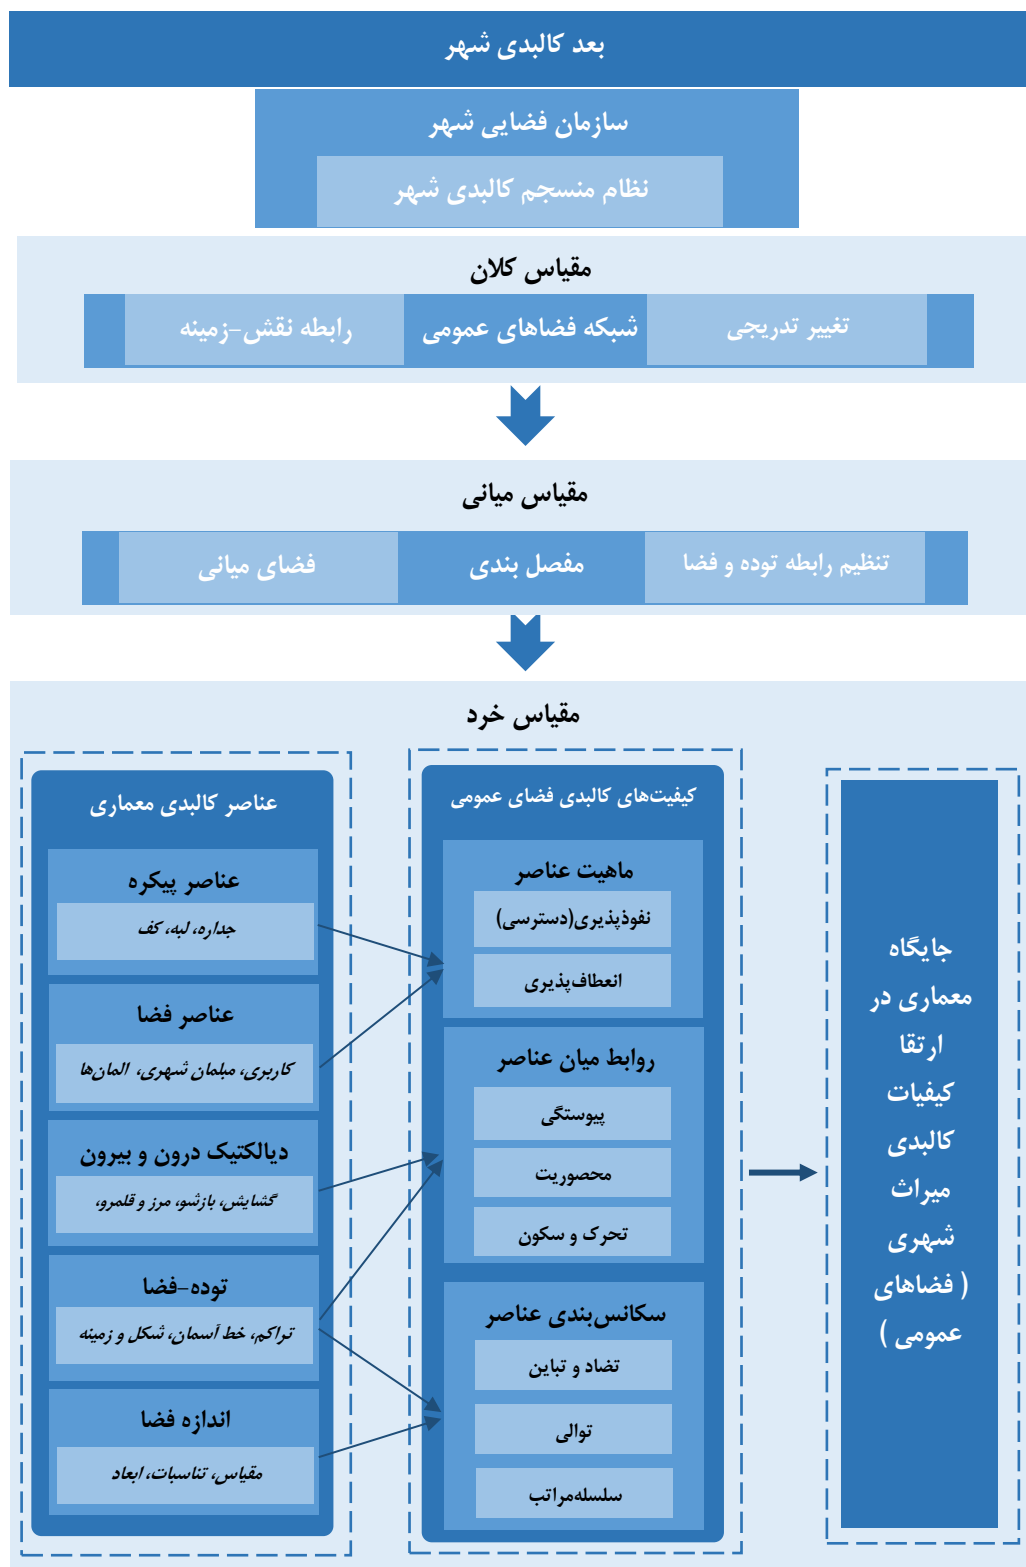 بعد کالبدی شهر
سازمان فضایی شهر
نظام منسجم کالبدی شهر
مقیاس کلان
تغییر تدریجی
شبکه فضاهای عمومی
رابطه نقش-زمینه
مقیاس میانی
تنظیم رابطه توده و فضا
مفصل بندی
فضای میانی
مقیاس خرد
عناصر کالبدی معماری
عناصر پیکره
جداره، لبه، کف
عناصر فضا
کاربری، مبلمان شهری، المان‌ها
دیالکتیک درون و بیرون
گشایش، بازشو، مرز و قلمرو،
توده-فضا
تراکم، خط آسمان، شکل و زمینه
اندازه فضا
مقیاس، تناسبات، ابعاد
کیفیت‌های کالبدی فضای عمومی
ماهیت عناصر
نفوذپذیری(دسترسی)
انعطاف‌پذیری
روابط میان عناصر
پیوستگی
محصوریت
تحرک و سکون
سکانس‌بندی عناصر
تضاد و تباین
توالی
سلسله‌مراتب
جایگاه
معماری در
ارتقا
کیفیات
کالبدی
میراث
شهری
( فضاهای
عمومی )